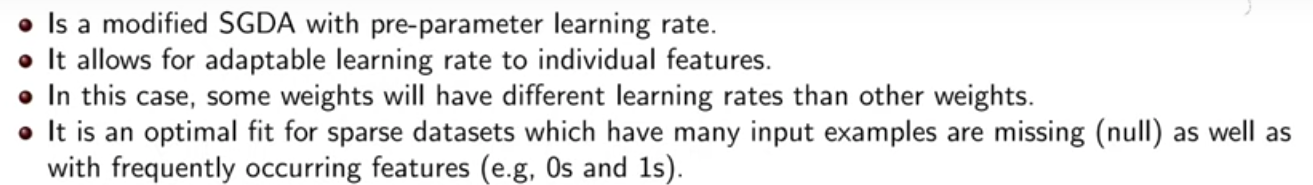 • Is a modified SGDA with pre-parameter learning rate.
• It allows for adaptable learning rate to individual features.
• In this case, some weights will have different learning rates than other weights.
• It is an optimal fit for sparse datasets which have many input examples are missing (null) as well as
with frequently occurring features (e.g, 0s and 1s).